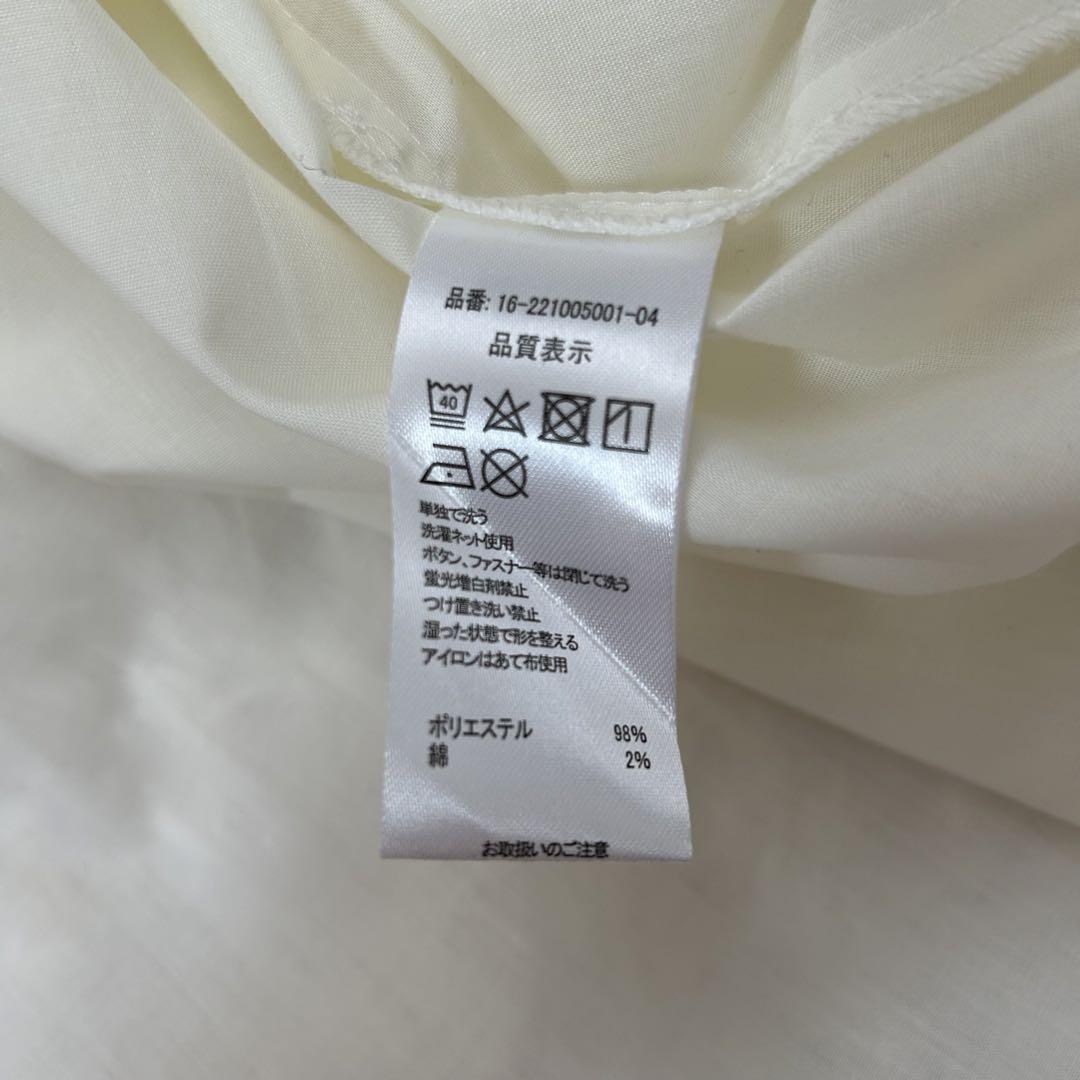 品番: 16-221005001-04
品質表示
40
単独で洗う
洗濯ネット使用
ボタン、ファスナー等は閉じて洗う
蛍光増白剤禁止
つけ置き洗い禁止
湿った状態で形を整える
アイロンはあて布使用
ポリエステル 98%
綿 2%
お取扱いのご注意